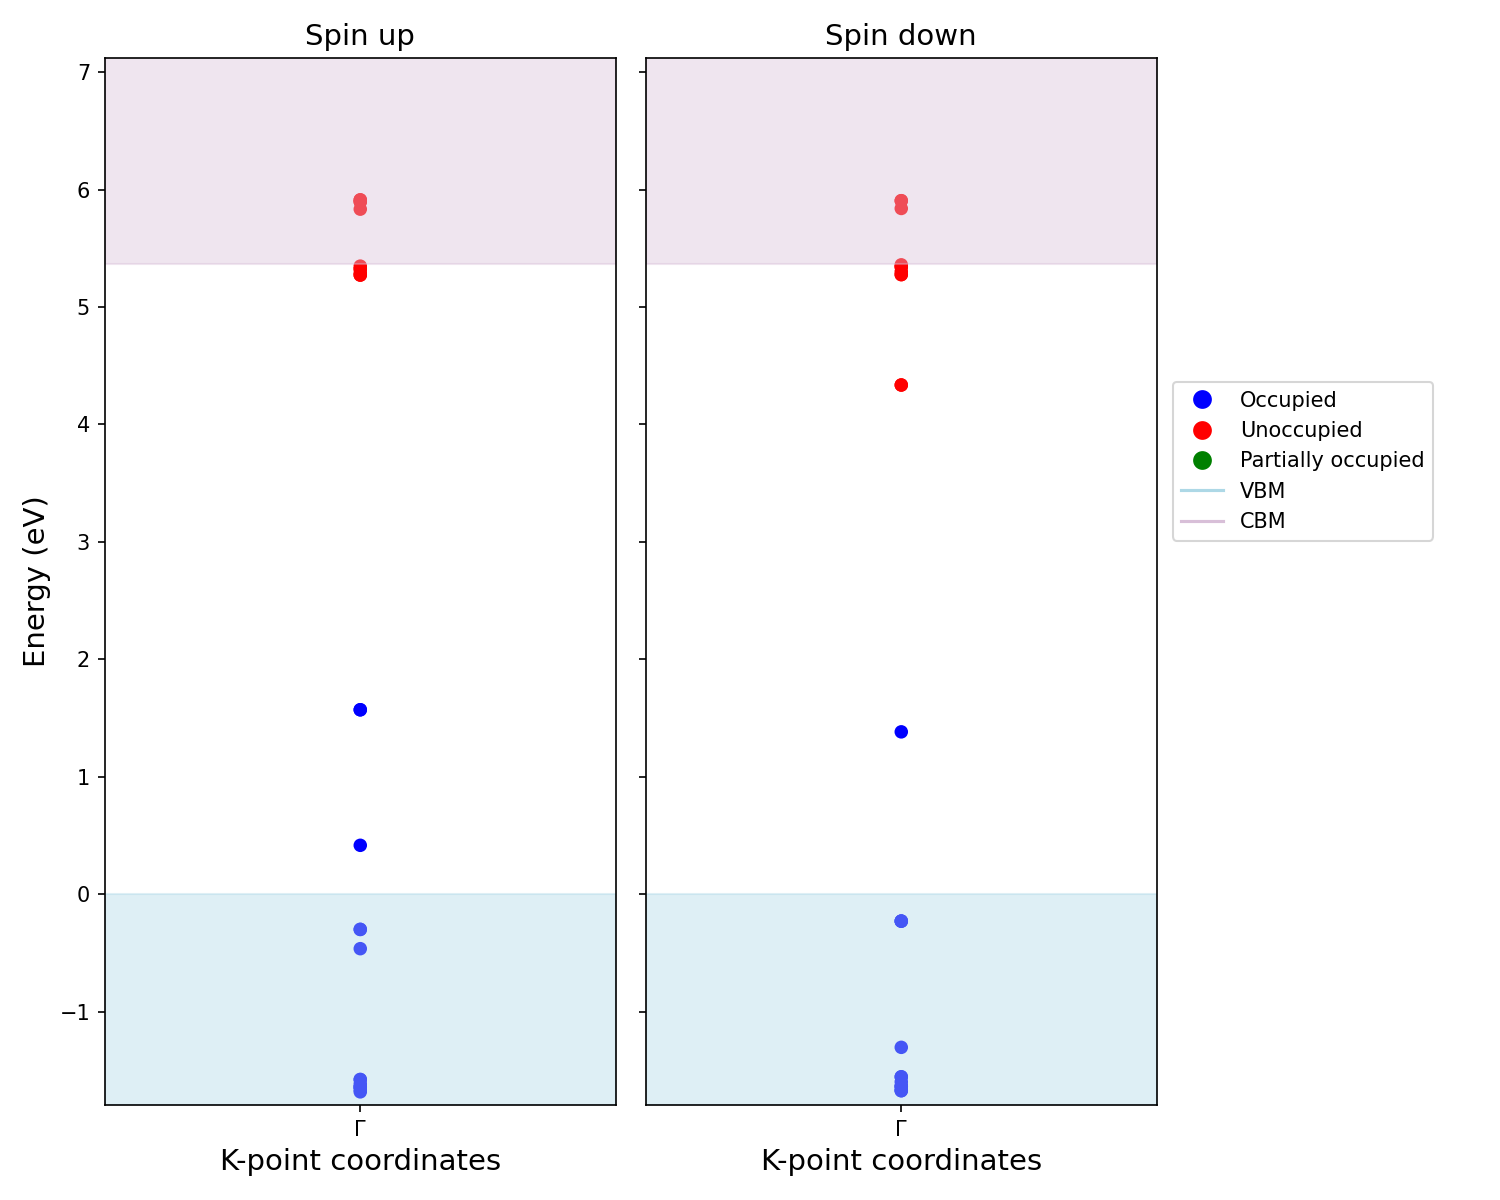 Spin up
Spin down
7
6
5
4
3
2
1
0
−1
Energy (eV)
Γ
Γ
K-point coordinates
K-point coordinates
Occupied
Unoccupied
Partially occupied
VBM
CBM